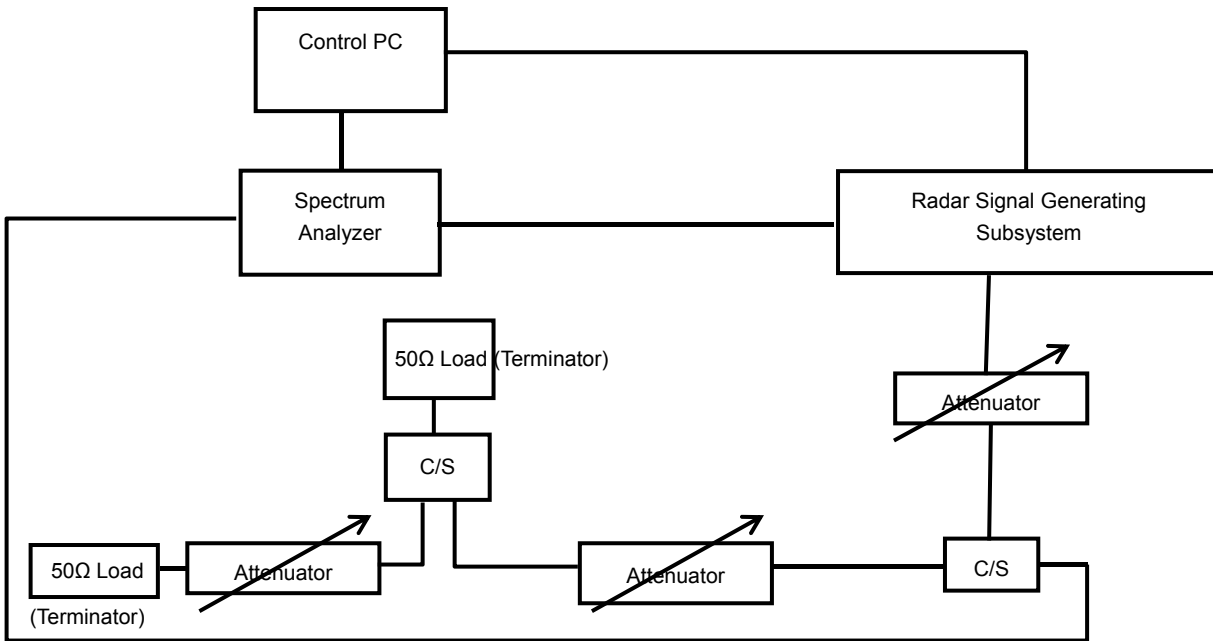 Control PC
Spectrum
Analyzer
Radar Signal Generating
Subsystem
50Ω Load (Terminator)
Attenuator
C/S
50Ω Load
(Terminator)
Attenuator
Attenuator
C/S